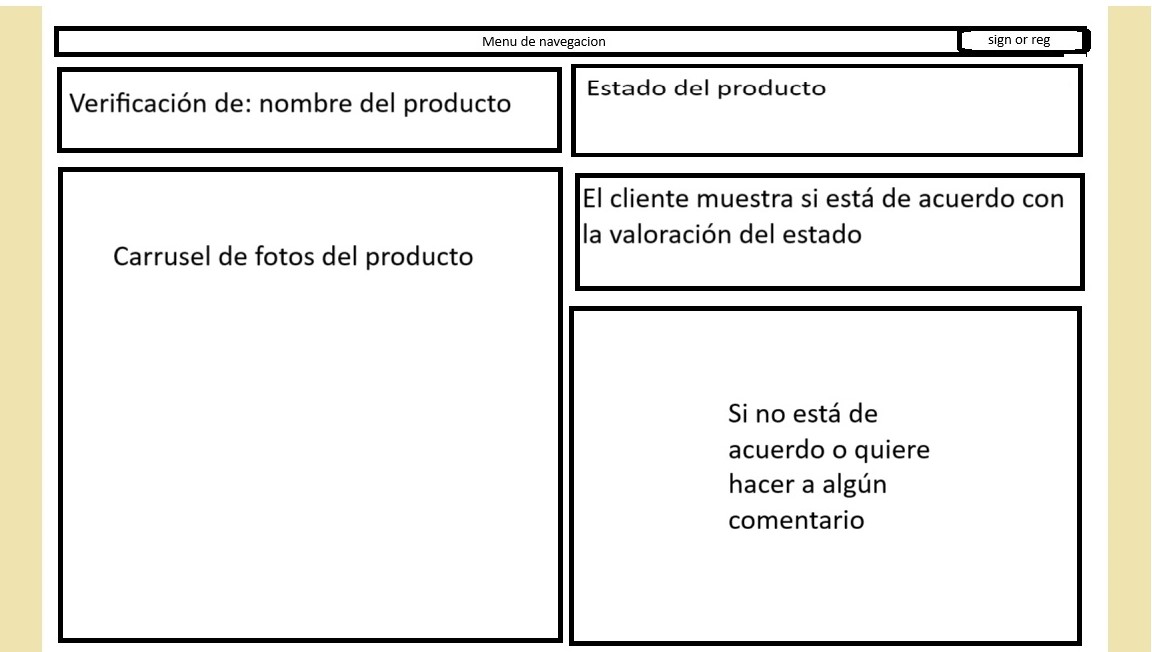 Menu de navegacion
sign or reg
Verificación de: nombre del producto
Estado del producto
El cliente muestra si está de acuerdo con
la valoración del estado
Carrusel de fotos del producto
Si no está de
acuerdo o quiere
hacer a algún
comentario